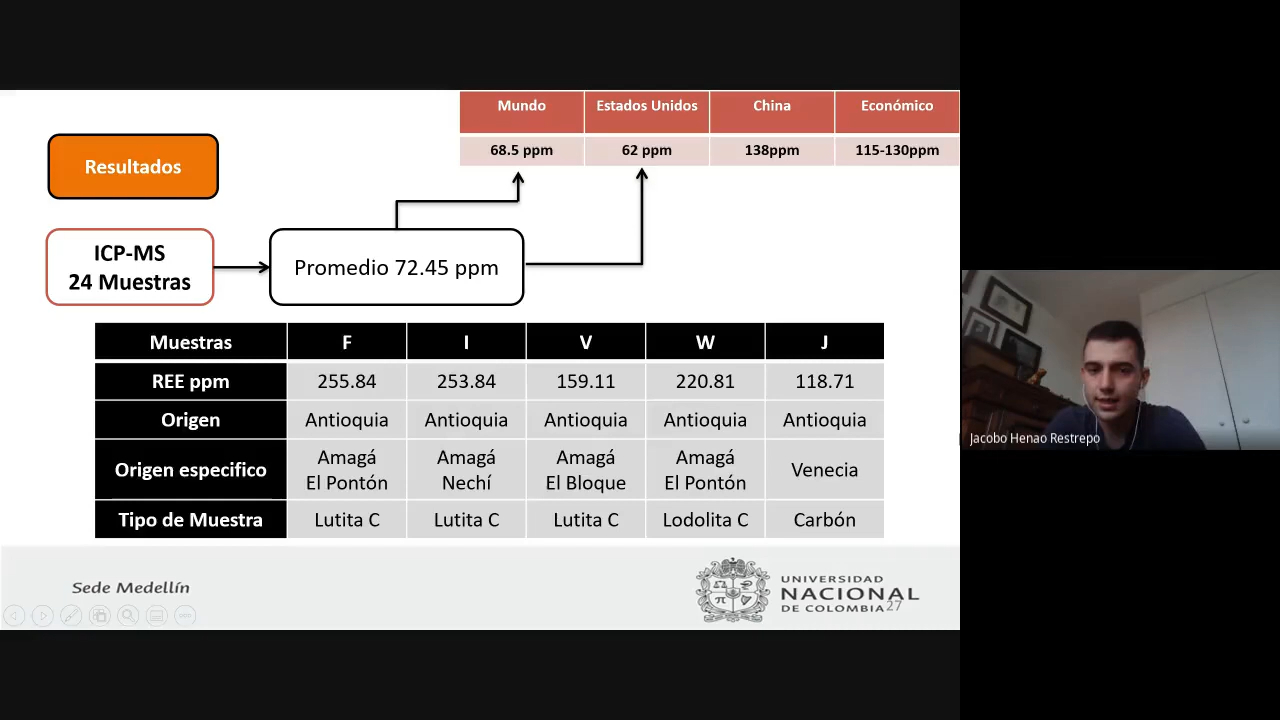 Mundo Estados Unidos China Económico
68.5 ppm 62 ppm 138ppm 115-130ppm
Resultados
ICP-MS
24 Muestras
Promedio 72.45 ppm
Muestras F I V W J
REE ppm 255.84 253.84 159.11 220.81 118.71
Origen Antioquia Antioquia Antioquia Antioquia Antioquia
Origen especifico Amagá El Pontón Amagá Nechí Amagá El Bloque Amagá El Pontón Venecia
Tipo de Muestra Lutita C Lutita C Lutita C Lodolita C Carbón
Jacobo Henao Restrepo
Sede Medellín
UNIVERSIDAD
NACIONAL
DE COLOMBIA
27